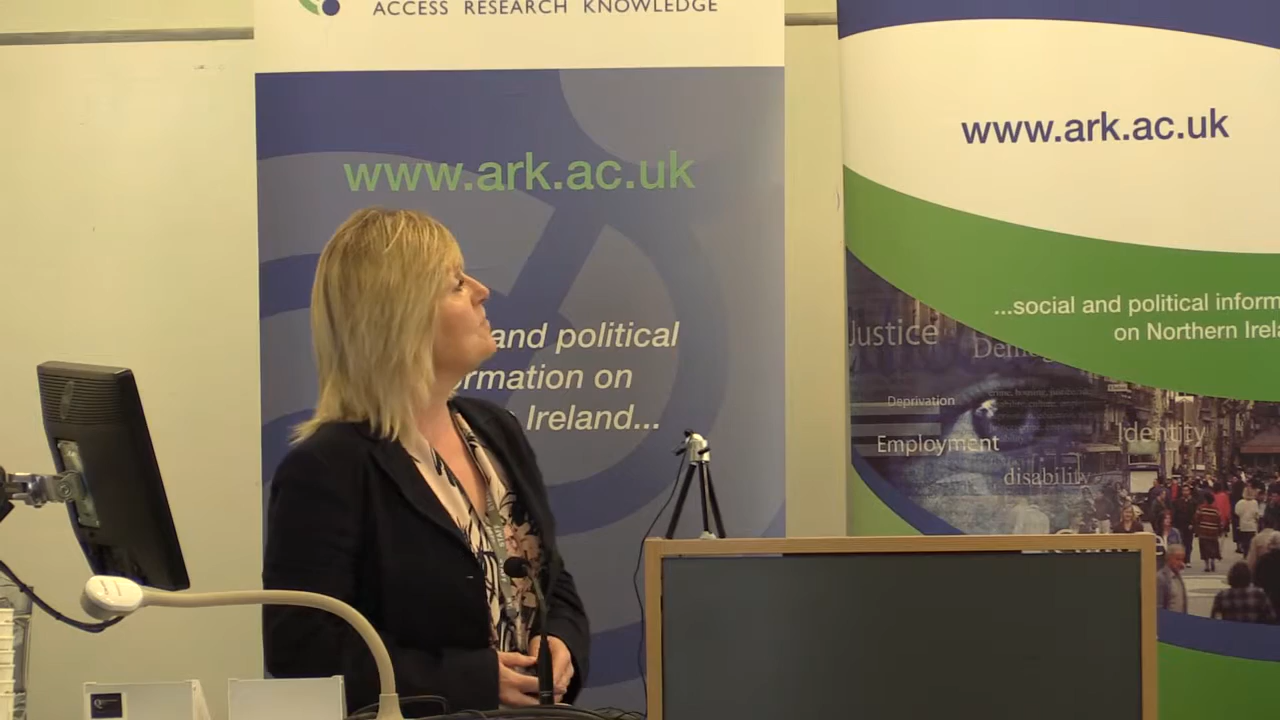 ACCESS RESEARCH KNOWLEDGE
www.ark.ac.uk
and political
rmation on
Ireland...
www.ark.ac.uk
...social and political inform
on Northern Irela
Justice
Deprivation
Employment
Identity
disability